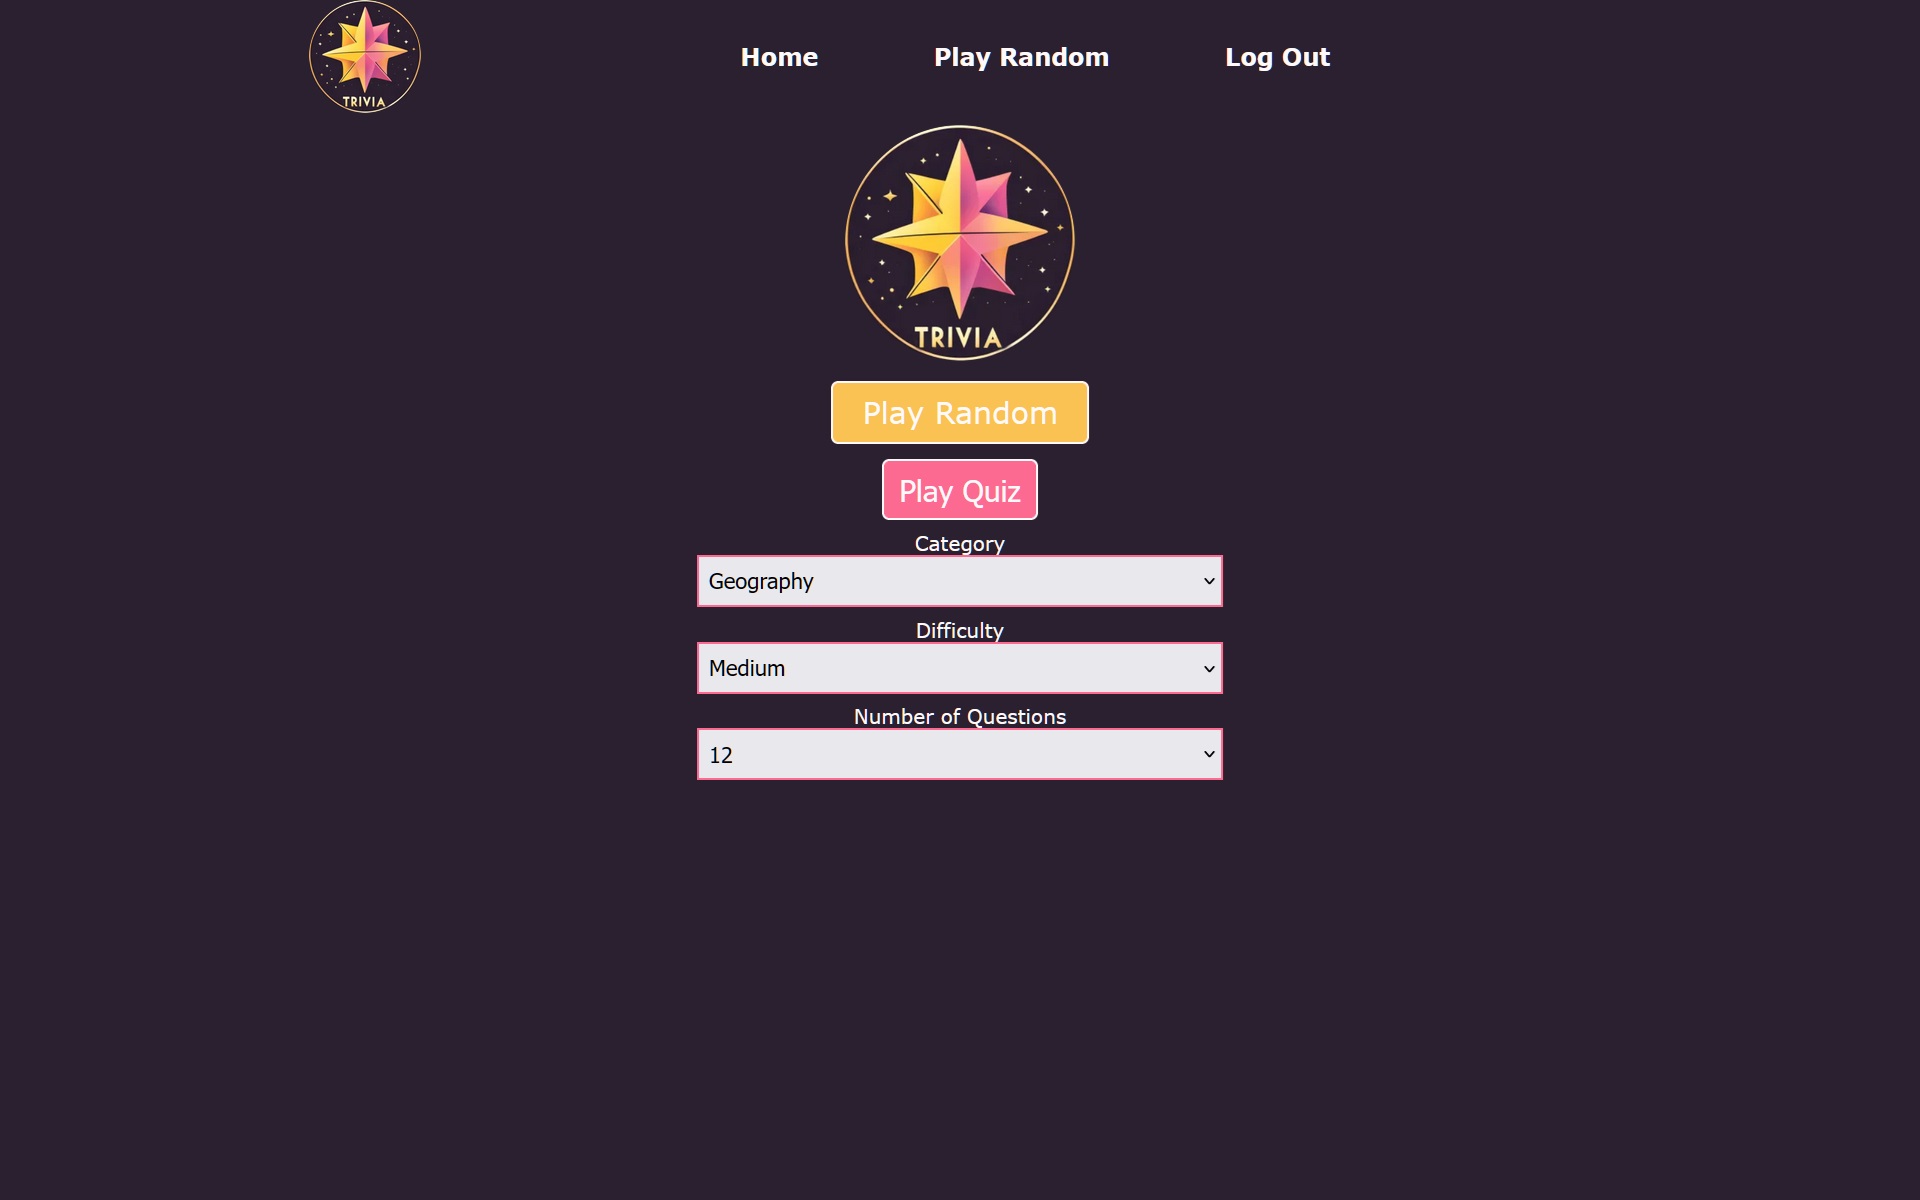 TRIVIA
Home
Play Random
Log Out
TRIVIA
Play Random
Play Quiz
Category
Geography
Difficulty
Medium
Number of Questions
12